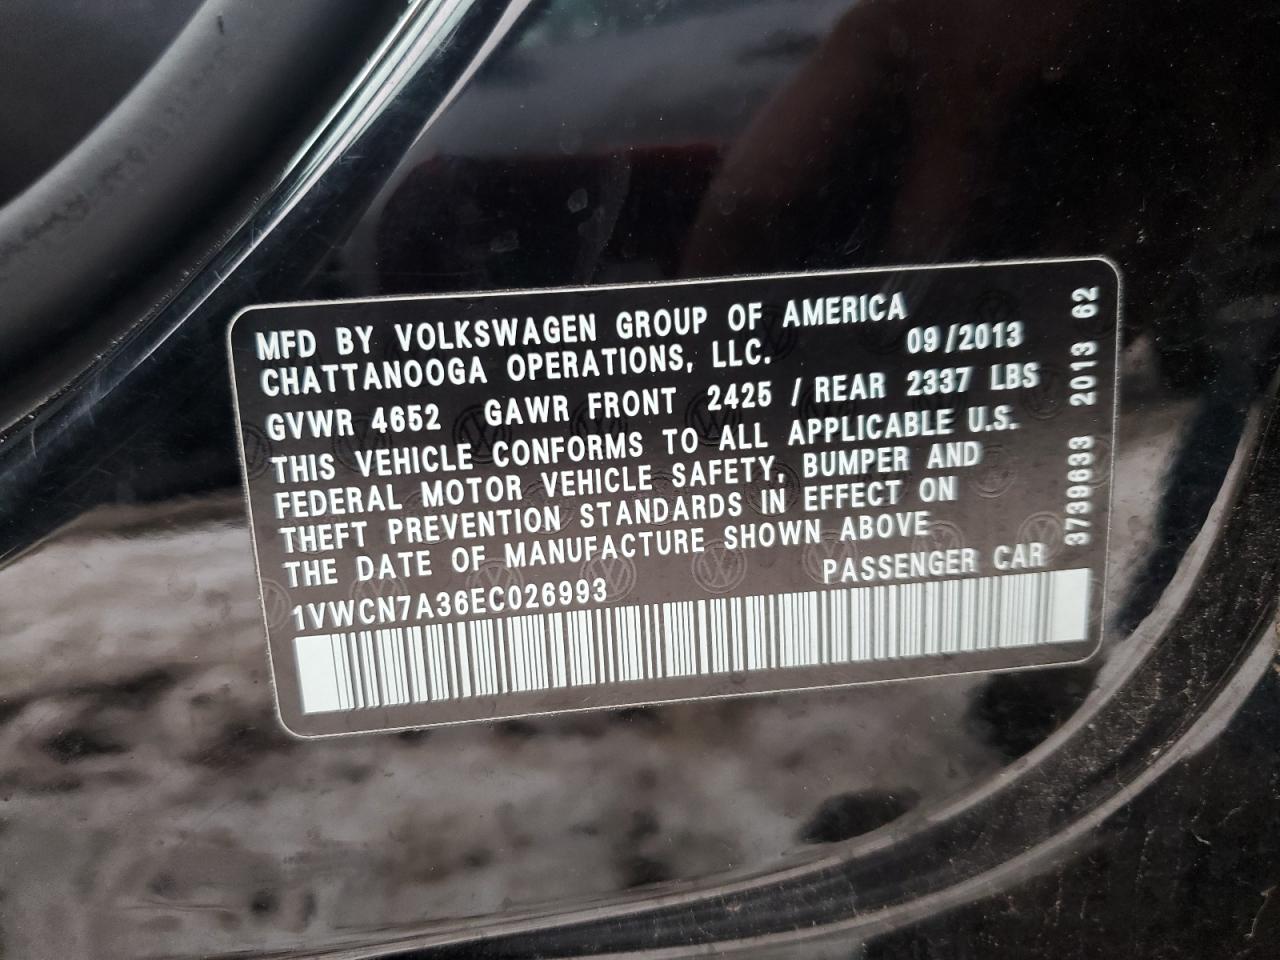 MFD BY VOLKSWAGEN GROUP OF AMERICA
CHATTANOOGA OPERATIONS, LLC. 09/2013
GVWR 4652 GAWR FRONT 2425 / REAR 2337 LBS
THIS VEHICLE CONFORMS TO ALL APPLICABLE U.S.
FEDERAL MOTOR VEHICLE SAFETY, BUMPER AND
THEFT PREVENTION STANDARDS IN EFFECT ON
THE DATE OF MANUFACTURE SHOWN ABOVE
1VWCN7A36EC026993 PASSENGER CAR
3739633 2013 62